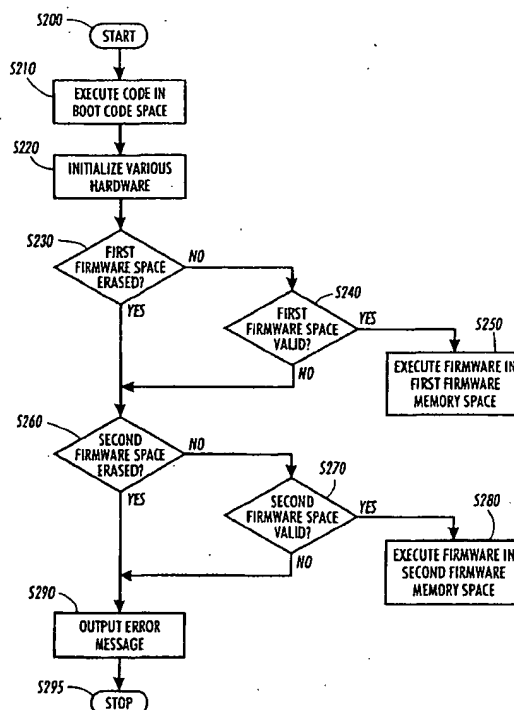 S200
START
S210
EXECUTE CODE IN
BOOT CODE SPACE
S220
INITIALIZE VARIOUS
HARDWARE
S230
FIRST
FIRMWARE SPACE
ERASED?
NO
YES
S240
FIRST
FIRMWARE SPACE
VALID?
YES
NO
S250
EXECUTE FIRMWARE IN
FIRST FIRMWARE
MEMORY SPACE
S260
SECOND
FIRMWARE SPACE
ERASED?
NO
YES
S270
SECOND
FIRMWARE SPACE
VALID?
YES
NO
S280
EXECUTE FIRMWARE IN
SECOND FIRMWARE
MEMORY SPACE
S290
OUTPUT ERROR
MESSAGE
S295
STOP